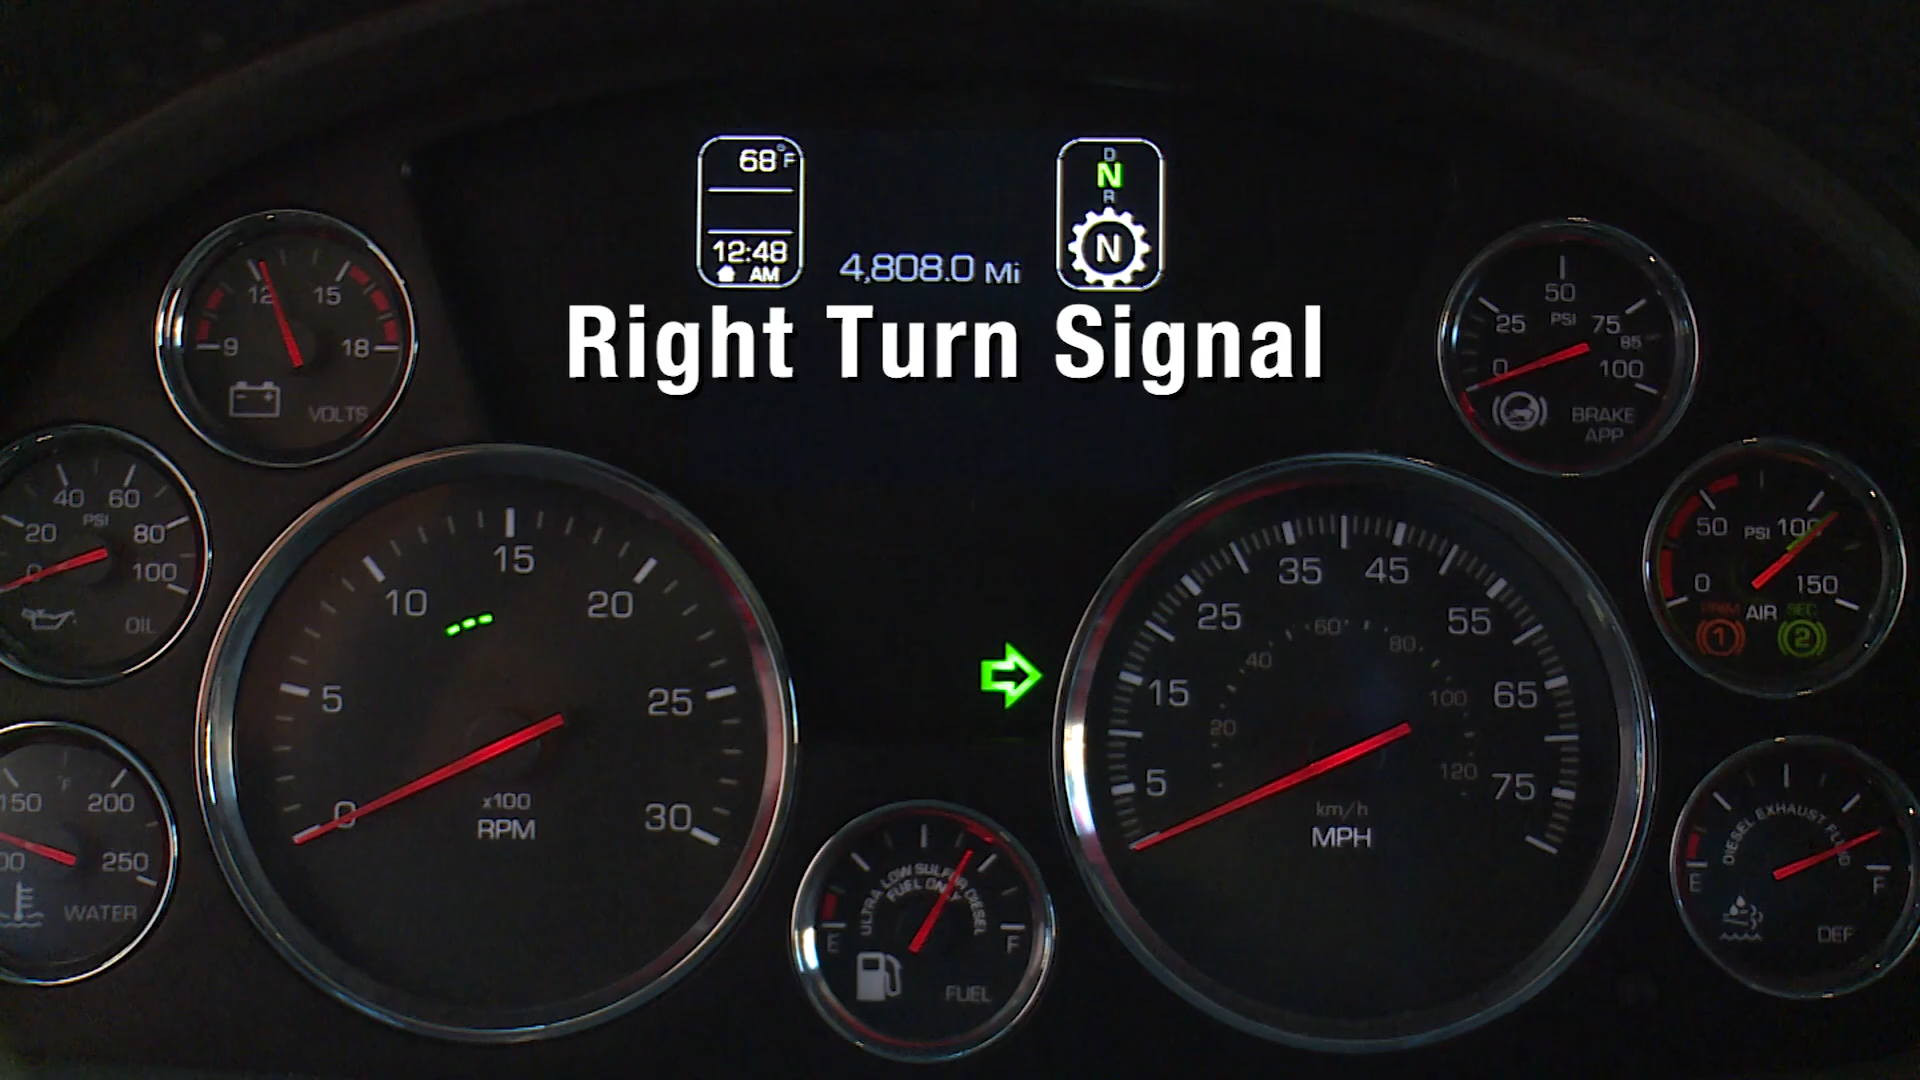 68°F
12:48
AM
4,808.0 Mi
D
N
R
N
Right Turn Signal
9
12
15
18
VOLTS
0
25
50
75
85
100
PSI
BRAKE
APP
0
20
40
60
80
100
PSI
OIL
0
5
10
15
20
25
30
x100
RPM
5
15
25
35
45
55
65
75
20
40
60
80
100
120
km/h
MPH
0
50
100
150
PSI
PRIM
AIR
SEC
1
2
150
200
250
°F
WATER
ULTRA LOW SULFUR DIESEL
FUEL ONLY
E
F
FUEL
DIESEL EXHAUST FLUID
E
F
DEF